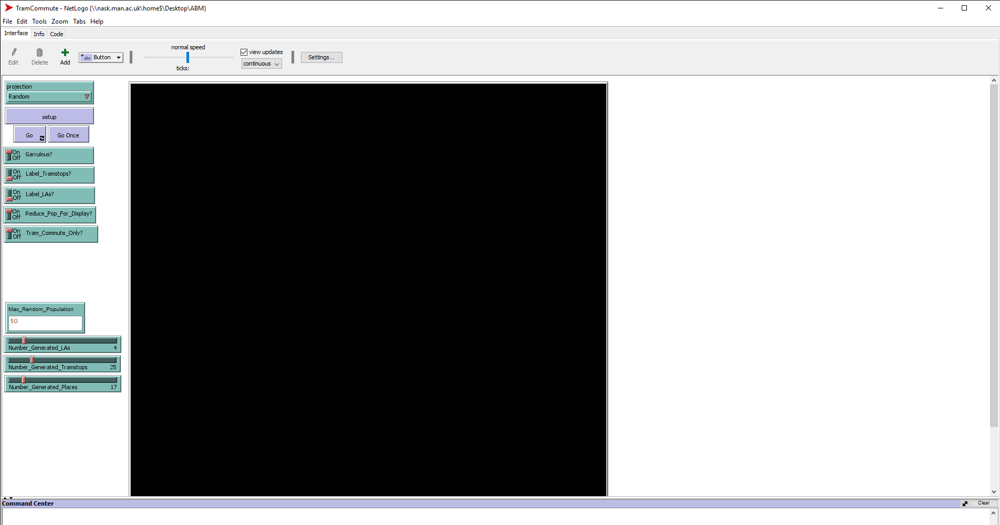 TramCommute - NetLogo {\\nask.man.ac.uk\home$\Desktop\ABM}
File Edit Tools Zoom Tabs Help
Interface Info Code
Edit Delete Add abc Button normal speed ticks: view updates continuous Settings...
projection
Random
setup
Go Go Once
On Off Garrulous?
On Off Label_Tramstops?
On Off Label_LAs?
On Off Reduce_Pop_For_Display?
On Off Tram_Commute_Only?
Max_Random_Population
50
Number_Generated_LAs 4
Number_Generated_Tramstops 25
Number_Generated_Places 17
Command Center Clear